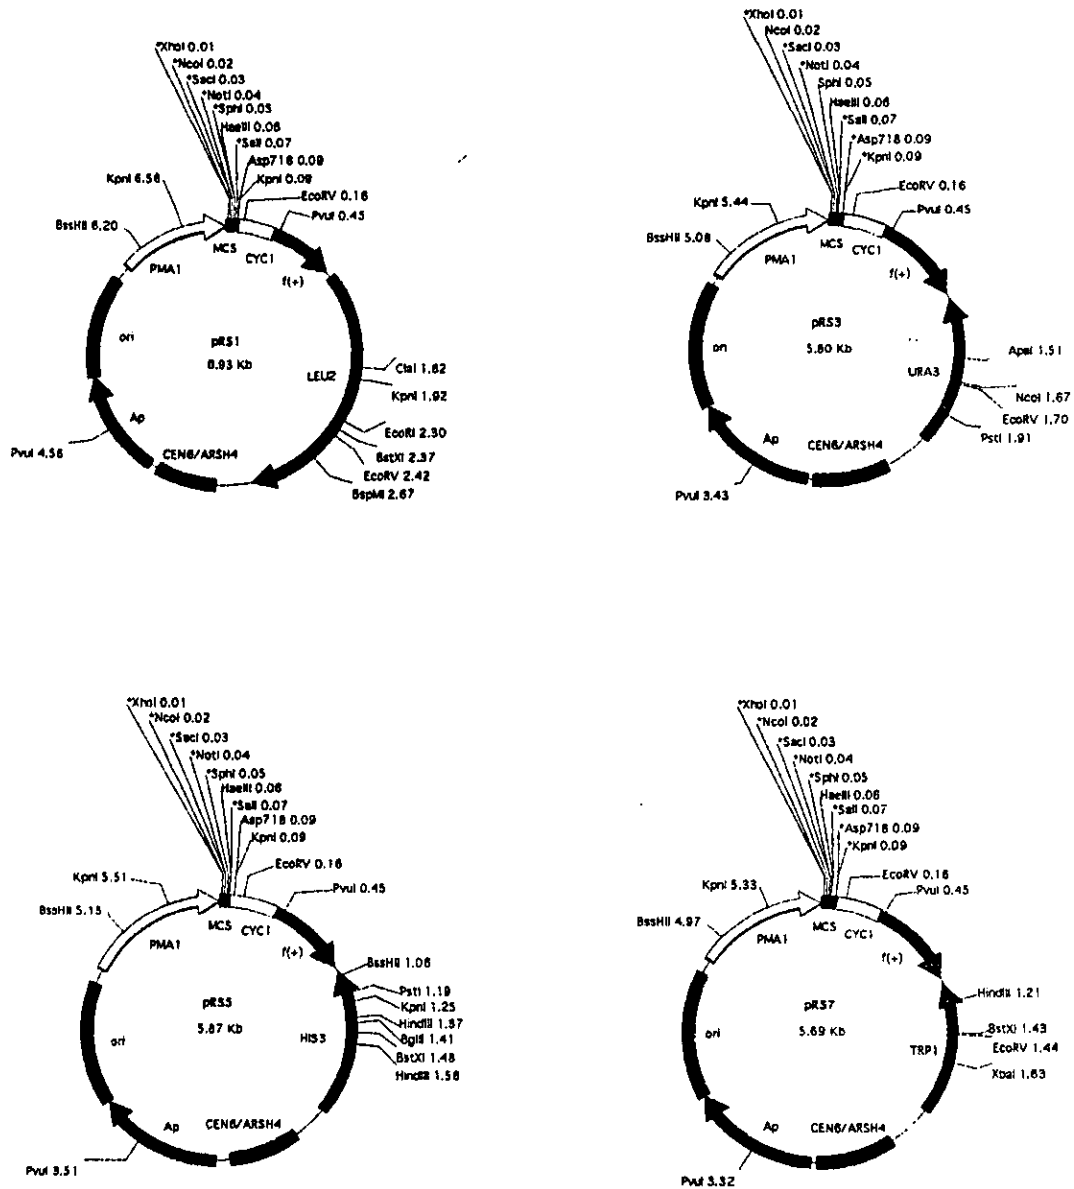 *XhoI 0.01
*NcoI 0.02
*SacI 0.03
*NotI 0.04
*SphI 0.05
HaeIII 0.06
*SalI 0.07
Asp718 0.09
KpnI 0.09
EcoRV 0.16
PvuI 0.45
KpnI 6.56
BssHII 6.20
PMA1
MCS
CYC1
f(+)
ori
pRS1
6.93 Kb
LEU2
ClaI 1.82
KpnI 1.92
EcoRI 2.30
BstXI 2.37
EcoRV 2.42
BspMI 2.67
Ap
CEN6/ARSH4
PvuI 4.56
*XhoI 0.01
NcoI 0.02
*SacI 0.03
*NotI 0.04
SphI 0.05
HaeIII 0.06
*SalI 0.07
*Asp718 0.09
*KpnI 0.09
EcoRV 0.16
PvuI 0.45
KpnI 5.44
BssHII 5.08
PMA1
MCS
CYC1
f(+)
ori
pRS3
5.80 Kb
URA3
ApaI 1.51
NcoI 1.67
EcoRV 1.70
PstI 1.91
Ap
CEN6/ARSH4
PvuI 3.43
*XhoI 0.01
*NcoI 0.02
*SacI 0.03
*NotI 0.04
*SphI 0.05
HaeIII 0.06
*SalI 0.07
Asp718 0.09
KpnI 0.09
EcoRV 0.16
PvuI 0.45
KpnI 5.51
BssHII 5.15
PMA1
MCS
CYC1
f(+)
BssHII 1.06
PstI 1.19
KpnI 1.25
HindIII 1.37
BglII 1.41
BstXI 1.48
HindIII 1.56
ori
pRS5
5.87 Kb
HIS3
Ap
CEN6/ARSH4
PvuI 3.51
*XhoI 0.01
*NcoI 0.02
*SacI 0.03
*NotI 0.04
*SphI 0.05
HaeIII 0.06
*SalI 0.07
*Asp718 0.09
*KpnI 0.09
EcoRV 0.16
PvuI 0.45
KpnI 5.33
BssHII 4.97
PMA1
MCS
CYC1
f(+)
HindIII 1.21
BstXI 1.43
EcoRV 1.44
XbaI 1.63
ori
pRS7
5.69 Kb
TRP1
Ap
CEN6/ARSH4
PvuI 3.32